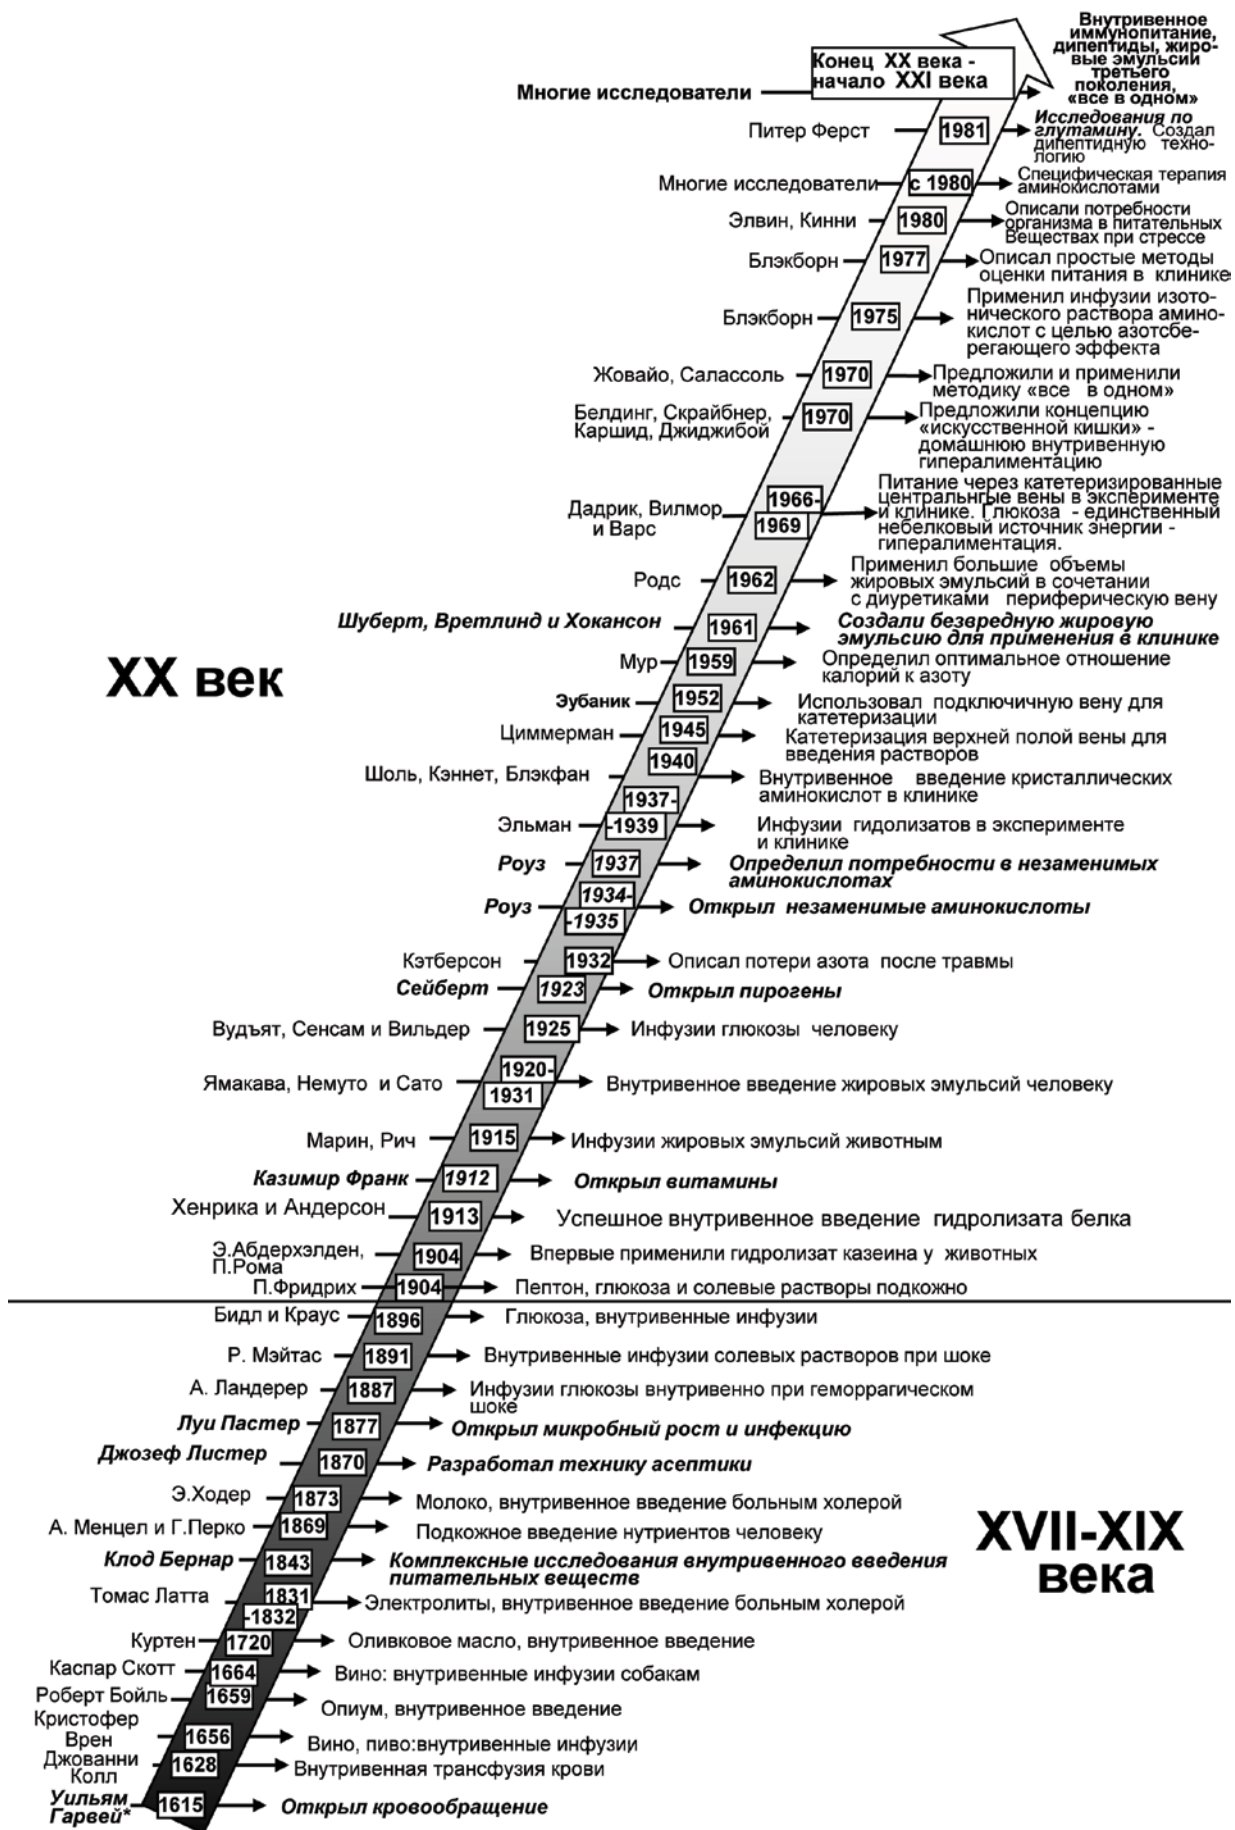 Внутривенное
иммунопитание,
дипептиды, жиро-
вые эмульсии
третьего
поколения,
«все в одном»
Конец XX века -
начало XXI века
Многие исследователи
Питер Ферст
1981
Исследования по
глутамину. Создал
дипептидную техно-
логию
Многие исследователи
с 1980
Специфическая терапия
аминокислотами
Элвин, Кинни
1980
Описали потребности
организма в питательных
Веществах при стрессе
Блэкборн
1977
Описал простые методы
оценки питания в клинике
Блэкборн
1975
Применил инфузии изото-
нического раствора амино-
кислот с целью азотсбе-
регающего эффекта
Жовайо, Салассоль
1970
Предложили и применили
методику «все в одном»
Белдинг, Скрайбнер,
Каршид, Джиджибой
1970
Предложили концепцию
«искусственной кишки» -
домашнюю внутривенную
гипералиментацию
Дадрик, Вилмор
и Варс
1966-
1969
Питание через катетеризированные
центральнгые вены в эксперименте
и клинике. Глюкоза - единственный
небелковый источник энергии -
гипералиментация.
Родс
1962
Применил большие объемы
жировых эмульсий в сочетании
с диуретиками периферическую вену
Шуберт, Вретлинд и Хокансон
1961
Создали безвредную жировую
эмульсию для применения в клинике
XX век
Мур
1959
Определил оптимальное отношение
калорий к азоту
Эубаник
1952
Использовал подключичную вену для
катетеризации
Циммерман
1945
Катетеризация верхней полой вены для
введения растворов
Шоль, Кэннет, Блэкфан
1940
Внутривенное введение кристаллических
аминокислот в клинике
Эльман
1937-
-1939
Инфузии гидолизатов в эксперименте
и клинике
Роуз
1937
Определил потребности в незаменимых
аминокислотах
Роуз
1934-
-1935
Открыл незаменимые аминокислоты
Кэтберсон
1932
Описал потери азота после травмы
Сейберт
1923
Открыл пирогены
Вудъят, Сенсам и Вильдер
1925
Инфузии глюкозы человеку
Ямакава, Немуто и Сато
1920-
1931
Внутривенное введение жировых эмульсий человеку
Марин, Рич
1915
Инфузии жировых эмульсий животным
Казимир Франк
1912
Открыл витамины
Хенрика и Андерсон
1913
Успешное внутривенное введение гидролизата белка
Э.Абдерхэлден,
П.Рома
1904
Впервые применили гидролизат казеина у животных
П.Фридрих
1904
Пептон, глюкоза и солевые растворы подкожно
Бидл и Краус
1896
Глюкоза, внутривенные инфузии
Р. Мэйтас
1891
Внутривенные инфузии солевых растворов при шоке
А. Ландерер
1887
Инфузии глюкозы внутривенно при геморрагическом
шоке
Луи Пастер
1877
Открыл микробный рост и инфекцию
Джозеф Листер
1870
Разработал технику асептики
Э.Ходер
1873
Молоко, внутривенное введение больным холерой
А. Менцел и Г.Перко
1869
Подкожное введение нутриентов человеку
XVII-XIX
века
Клод Бернар
1843
Комплексные исследования внутривенного введения
питательных веществ
Томас Латта
1831
-1832
Электролиты, внутривенное введение больным холерой
Куртен
1720
Оливковое масло, внутривенное введение
Каспар Скотт
1664
Вино: внутривенные инфузии собакам
Роберт Бойль
1659
Опиум, внутривенное введение
Кристофер
Врен
1656
Вино, пиво:внутривенные инфузии
Джованни
Колл
1628
Внутривенная трансфузия крови
Уильям
Гарвей*
1615
Открыл кровообращение